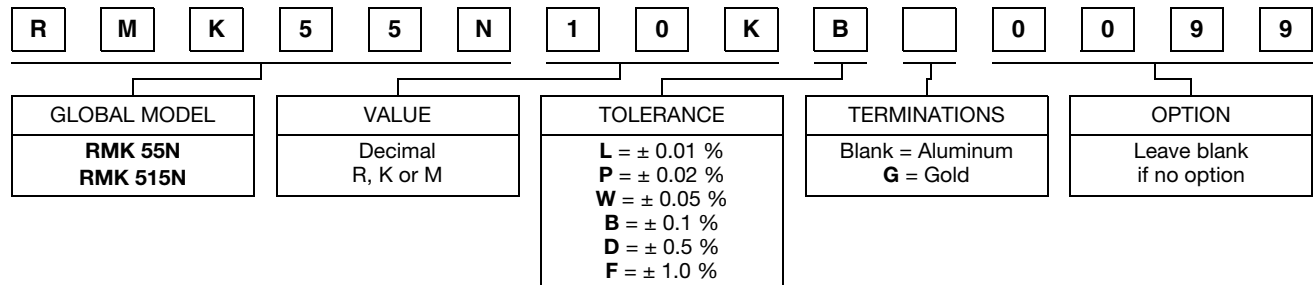 R M K 5 5 N 1 0 K B 0 0 9 9
GLOBAL MODEL
RMK 55N
RMK 515N
VALUE
Decimal
R, K or M
TOLERANCE
L = ± 0.01 %
P = ± 0.02 %
W = ± 0.05 %
B = ± 0.1 %
D = ± 0.5 %
F = ± 1.0 %
TERMINATIONS
Blank = Aluminum
G = Gold
OPTION
Leave blank
if no option